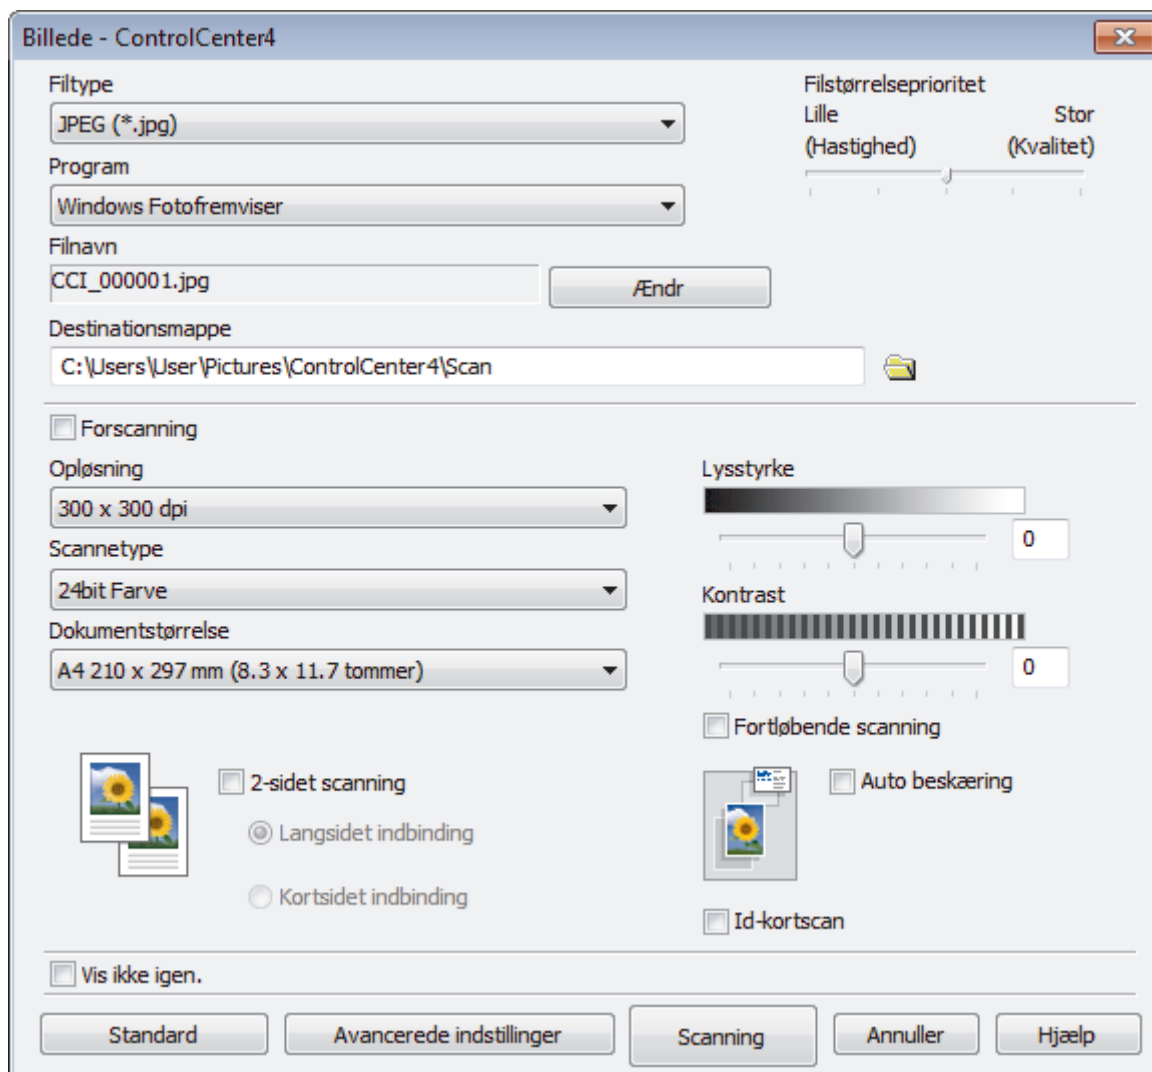 Billede - ControlCenter4
Filtype
JPEG (*.jpg)
Filstørrelseprioritet
Lille Stor
(Hastighed) (Kvalitet)
Program
Windows Fotofremviser
Filnavn
CCI_000001.jpg
Ændr
Destinationsmappe
C:\Users\User\Pictures\ControlCenter4\Scan
Forscanning
Opløsning
300 x 300 dpi
Scannetype
24bit Farve
Dokumentstørrelse
A4 210 x 297 mm (8.3 x 11.7 tommer)
Lysstyrke
0
Kontrast
0
Fortløbende scanning
2-sidet scanning
Langsidet indbinding
Kortsidet indbinding
Auto beskæring
Id-kortscan
Vis ikke igen.
Standard
Avancerede indstillinger
Scanning
Annuller
Hjælp